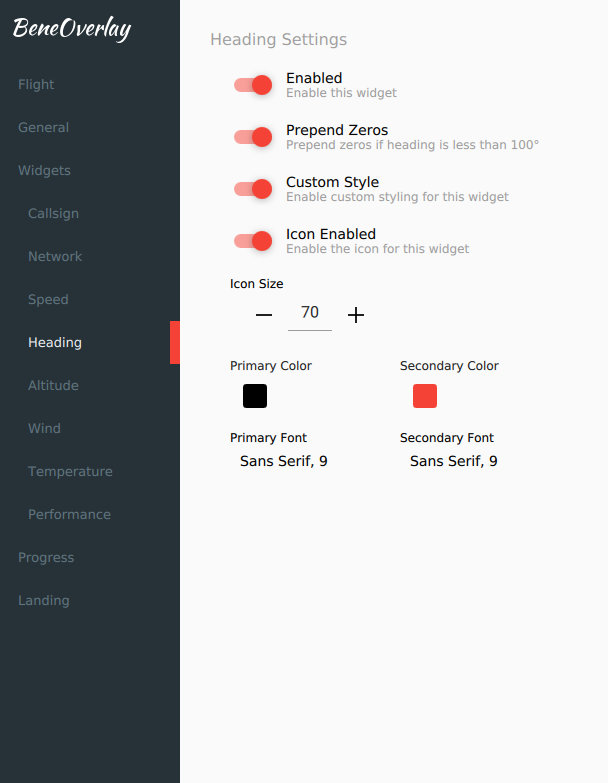 BeneOverlay
Flight
General
Widgets
Callsign
Network
Speed
Heading
Altitude
Wind
Temperature
Performance
Progress
Landing
Heading Settings
Enabled
Enable this widget
Prepend Zeros
Prepend zeros if heading is less than 100°
Custom Style
Enable custom styling for this widget
Icon Enabled
Enable the icon for this widget
Icon Size
70
Primary Color Secondary Color
Primary Font Secondary Font
Sans Serif, 9 Sans Serif, 9